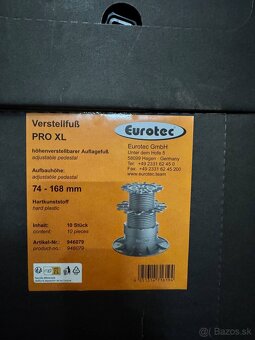 Verstellfuß
PRO XL
höhenverstellbarer Auflagefuß
adjustable pedestal
Aufbauhöhe:
adjustable pedestal
74 - 168 mm
Hartkunststoff
hard plastic
Inhalt: 10 Stück
content: 10 pieces
Artikel-Nr.: 946079
product-no.: 946079
Eurotec
Eurotec GmbH
Unter dem Hofe 5
58099 Hagen - Germany
Tel. +49 2331 62 45 0
Fax. +49 2331 62 45 200
www.eurotec.team
bazos.sk